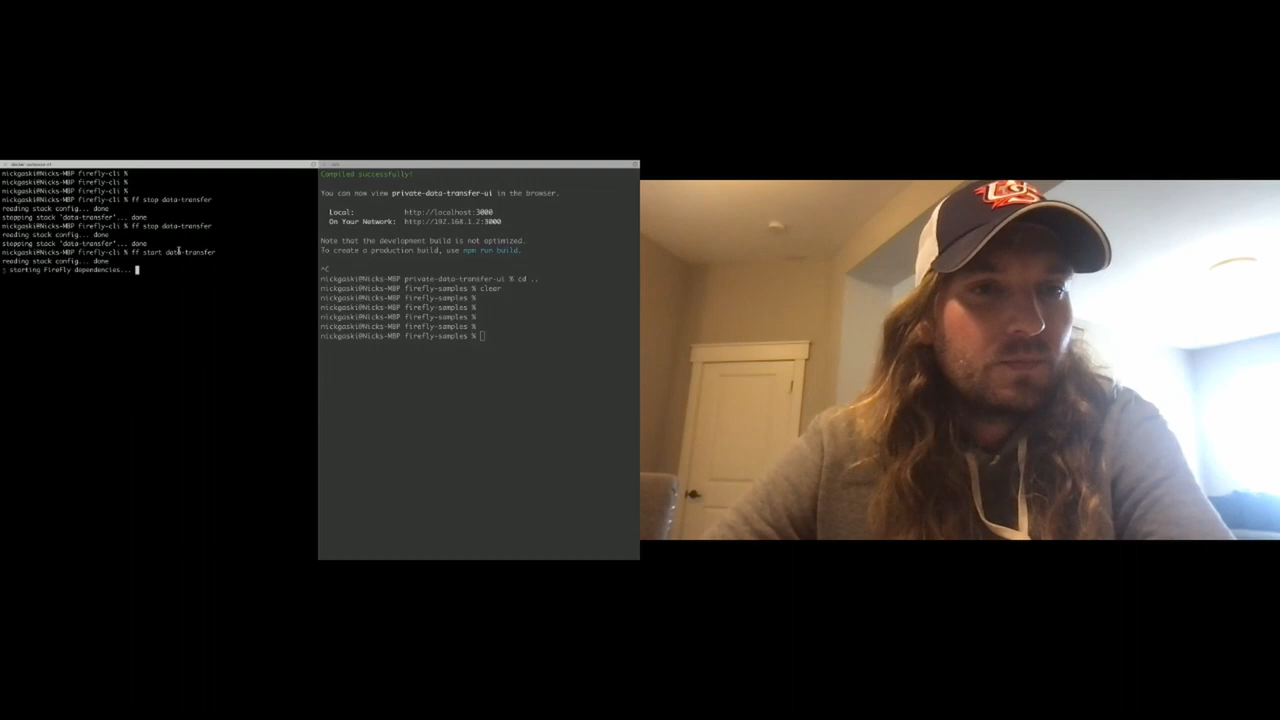 nickgaski@Nicks-MBP firefly-cli %
nickgaski@Nicks-MBP firefly-cli %
nickgaski@Nicks-MBP firefly-cli %
nickgaski@Nicks-MBP firefly-cli % ff stop data-transfer
reading stack config... done
stopping stack 'data-transfer'... done
nickgaski@Nicks-MBP firefly-cli % ff stop data-transfer
reading stack config... done
stopping stack 'data-transfer'... done
nickgaski@Nicks-MBP firefly-cli % ff start data-transfer
reading stack config... done
starting FireFly dependencies...
Compiled successfully!
You can now view private-data-transfer-ui in the browser.
Local: http://localhost:3000
On Your Network: http://192.168.1.2:3000
Note that the development build is not optimized.
To create a production build, use npm run build.
^C
nickgaski@Nicks-MBP private-data-transfer-ui % cd ..
nickgaski@Nicks-MBP firefly-samples % clear
nickgaski@Nicks-MBP firefly-samples %
nickgaski@Nicks-MBP firefly-samples %
nickgaski@Nicks-MBP firefly-samples %
nickgaski@Nicks-MBP firefly-samples %
nickgaski@Nicks-MBP firefly-samples %